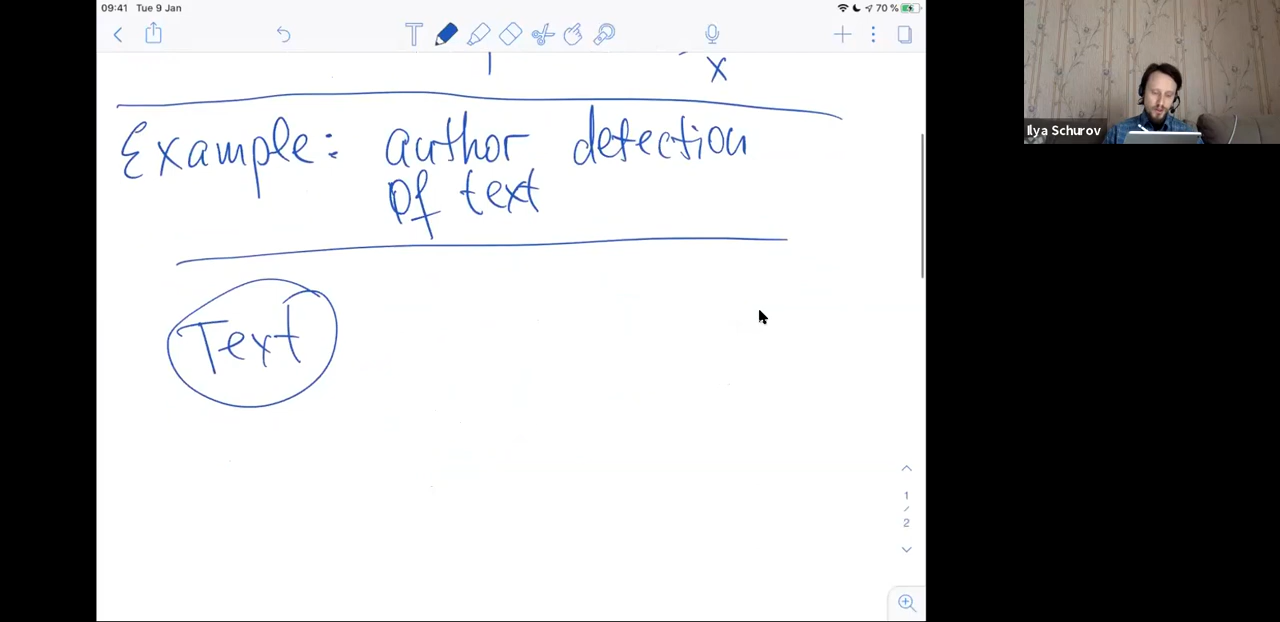 09:41 Tue 9 Jan
70 %
T
x
Example: author detection
of text
Text
1
/
2
Ilya Schurov